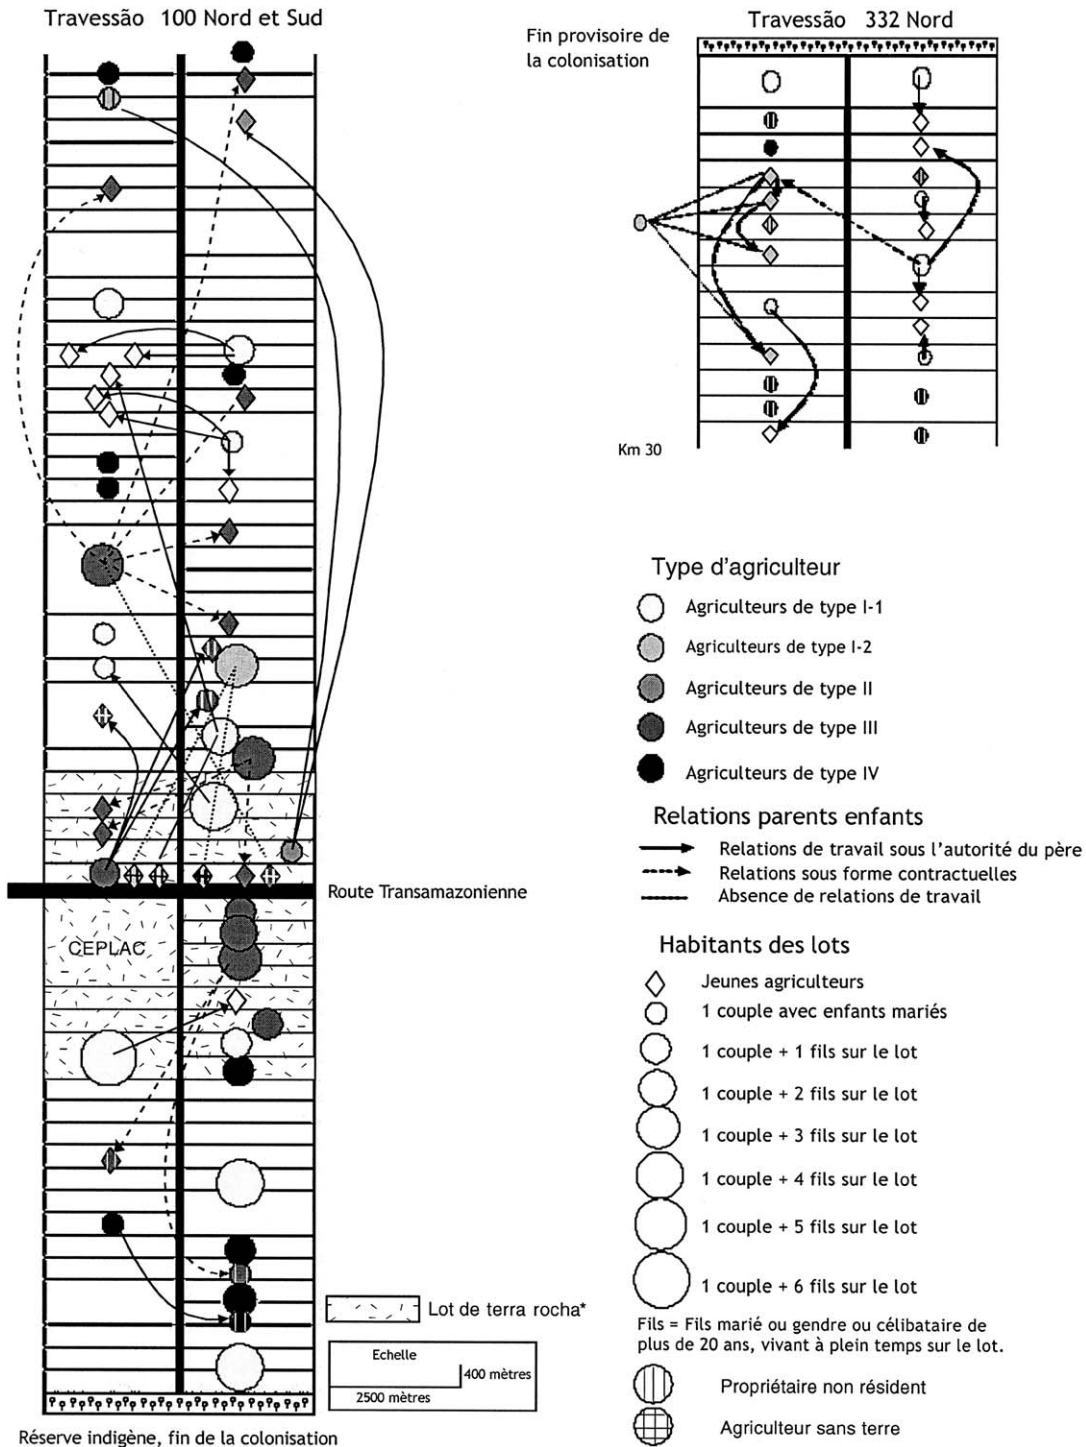 Travessão 100 Nord et Sud
Travessão 332 Nord
Fin provisoire de
la colonisation
Km 30
Type d'agriculteur
Agriculteurs de type I-1
Agriculteurs de type I-2
Agriculteurs de type II
Agriculteurs de type III
Agriculteurs de type IV
Relations parents enfants
Relations de travail sous l'autorité du père
Relations sous forme contractuelles
Absence de relations de travail
Route Transamazonienne
CEPLAC
Habitants des lots
Jeunes agriculteurs
1 couple avec enfants mariés
1 couple + 1 fils sur le lot
1 couple + 2 fils sur le lot
1 couple + 3 fils sur le lot
1 couple + 4 fils sur le lot
1 couple + 5 fils sur le lot
1 couple + 6 fils sur le lot
Fils = Fils marié ou gendre ou célibataire de
plus de 20 ans, vivant à plein temps sur le lot.
Propriétaire non résident
Agriculteur sans terre
Lot de terra rocha*
Echelle
400 mètres
2500 mètres
Réserve indigène, fin de la colonisation